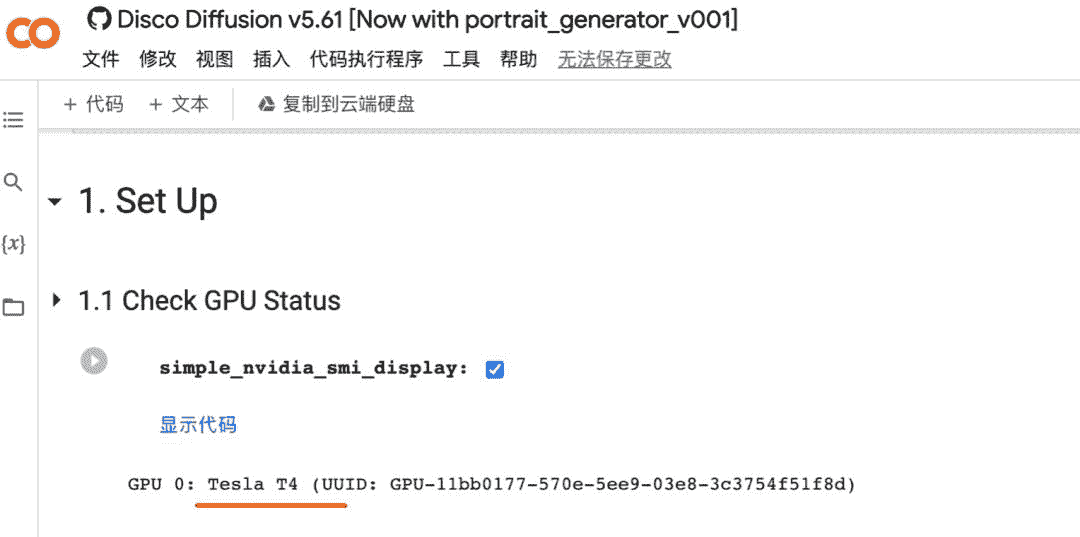 Disco Diffusion v5.61 [Now with portrait_generator_v001]
文件 修改 视图 插入 代码执行程序 工具 帮助 无法保存更改
+ 代码 + 文本 复制到云端硬盘
1. Set Up
{x}
1.1 Check GPU Status
simple_nvidia_smi_display:
显示代码
GPU 0: Tesla T4 (UUID: GPU-11bb0177-570e-5ee9-03e8-3c3754f51f8d)